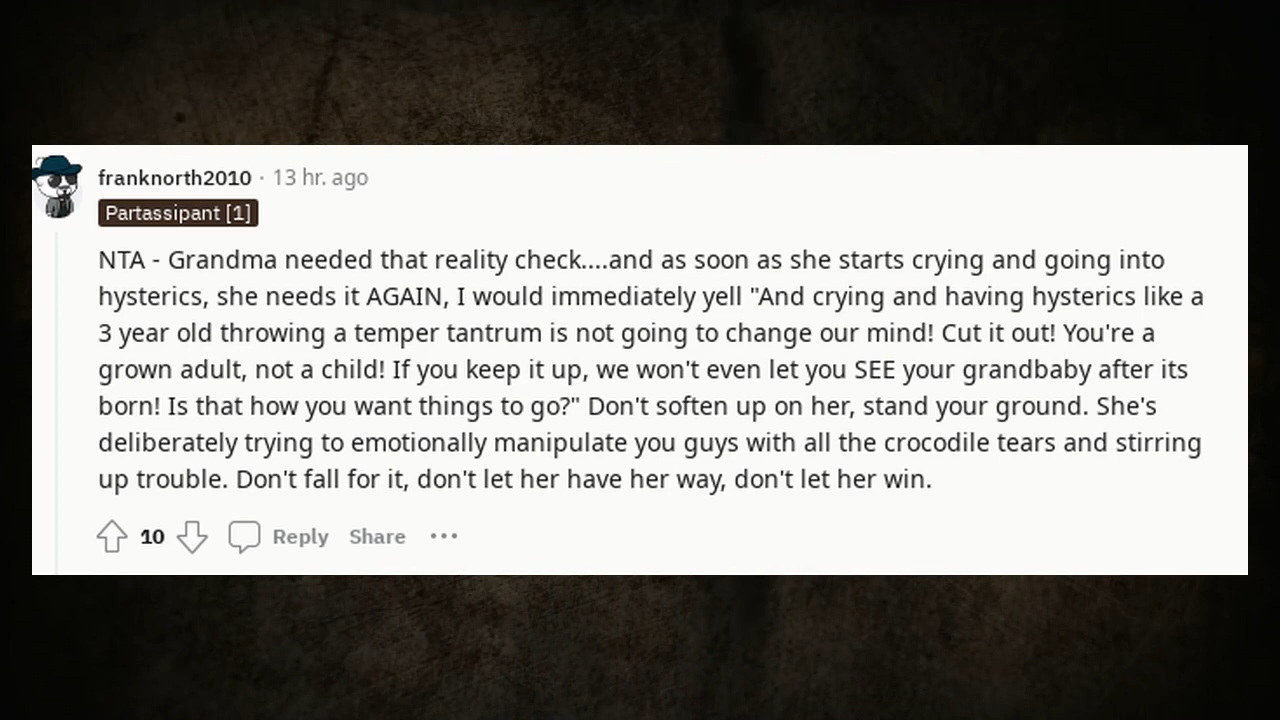 franknorth2010 · 13 hr. ago
Partassipant [1]
NTA - Grandma needed that reality check....and as soon as she starts crying and going into
hysterics, she needs it AGAIN, I would immediately yell "And crying and having hysterics like a
3 year old throwing a temper tantrum is not going to change our mind! Cut it out! You're a
grown adult, not a child! If you keep it up, we won't even let you SEE your grandbaby after its
born! Is that how you want things to go?" Don't soften up on her, stand your ground. She's
deliberately trying to emotionally manipulate you guys with all the crocodile tears and stirring
up trouble. Don't fall for it, don't let her have her way, don't let her win.
10 Reply Share